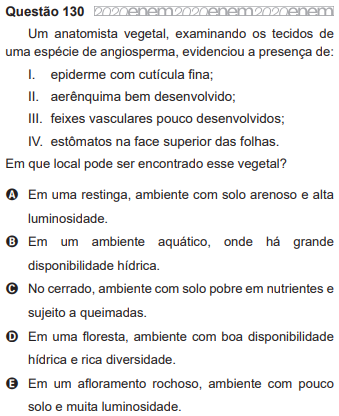 Questão 130 2020enem2020enem2020enem
Um anatomista vegetal, examinando os tecidos de
uma espécie de angiosperma, evidenciou a presença de:
I. epiderme com cutícula fina;
II. aerênquima bem desenvolvido;
III. feixes vasculares pouco desenvolvidos;
IV. estômatos na face superior das folhas.
Em que local pode ser encontrado esse vegetal?
A Em uma restinga, ambiente com solo arenoso e alta
luminosidade.
B Em um ambiente aquático, onde há grande
disponibilidade hídrica.
C No cerrado, ambiente com solo pobre em nutrientes e
sujeito a queimadas.
D Em uma floresta, ambiente com boa disponibilidade
hídrica e rica diversidade.
E Em um afloramento rochoso, ambiente com pouco
solo e muita luminosidade.